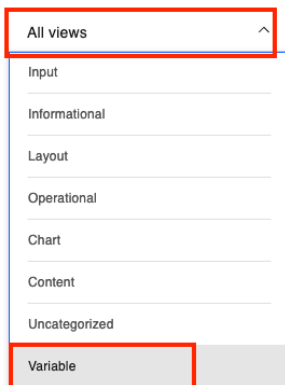 All views
Input
Informational
Layout
Operational
Chart
Content
Uncategorized
Variable